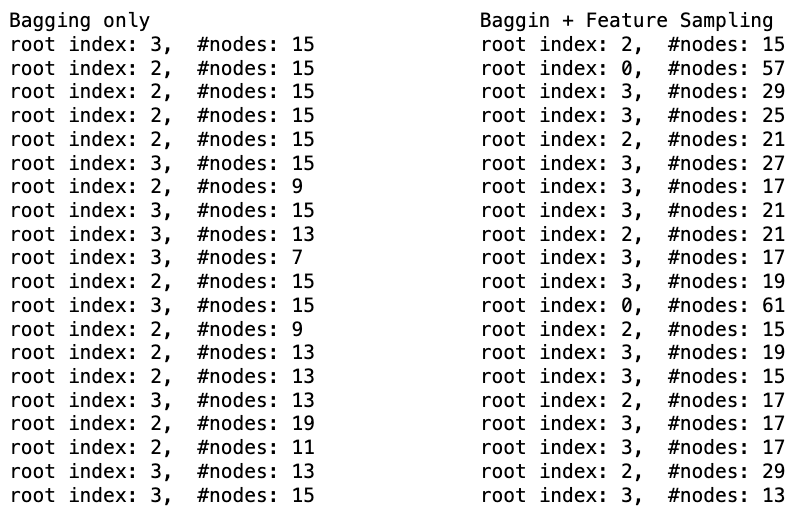 Bagging only
root index: 3, #nodes: 15
root index: 2, #nodes: 15
root index: 2, #nodes: 15
root index: 2, #nodes: 15
root index: 2, #nodes: 15
root index: 3, #nodes: 15
root index: 2, #nodes: 9
root index: 3, #nodes: 15
root index: 3, #nodes: 13
root index: 3, #nodes: 7
root index: 2, #nodes: 15
root index: 3, #nodes: 15
root index: 2, #nodes: 9
root index: 2, #nodes: 13
root index: 2, #nodes: 13
root index: 3, #nodes: 13
root index: 2, #nodes: 19
root index: 2, #nodes: 11
root index: 3, #nodes: 13
root index: 3, #nodes: 15
Baggin + Feature Sampling
root index: 2, #nodes: 15
root index: 0, #nodes: 57
root index: 3, #nodes: 29
root index: 3, #nodes: 25
root index: 2, #nodes: 21
root index: 3, #nodes: 27
root index: 3, #nodes: 17
root index: 3, #nodes: 21
root index: 2, #nodes: 21
root index: 3, #nodes: 17
root index: 3, #nodes: 19
root index: 0, #nodes: 61
root index: 2, #nodes: 15
root index: 3, #nodes: 19
root index: 3, #nodes: 15
root index: 2, #nodes: 17
root index: 3, #nodes: 17
root index: 3, #nodes: 17
root index: 2, #nodes: 29
root index: 3, #nodes: 13